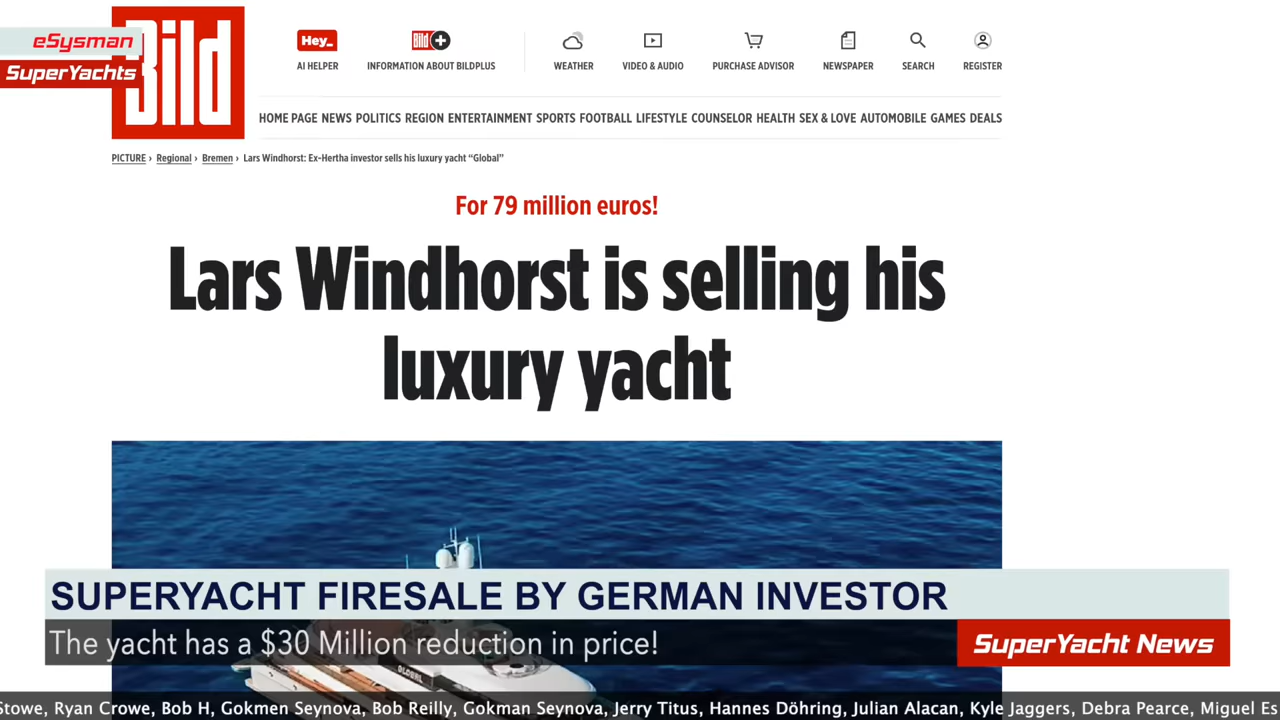 eSysman
SuperYachts
Bild
Hey_
Bild
AI HELPER
INFORMATION ABOUT BILDPLUS
WEATHER
VIDEO & AUDIO
PURCHASE ADVISOR
NEWSPAPER
SEARCH
REGISTER
HOME PAGE NEWS POLITICS REGION ENTERTAINMENT SPORTS FOOTBALL LIFESTYLE COUNSELOR HEALTH SEX & LOVE AUTOMOBILE GAMES DEALS
PICTURE › Regional › Bremen › Lars Windhorst: Ex-Hertha investor sells his luxury yacht “Global”
For 79 million euros!
Lars Windhorst is selling his
luxury yacht
SUPERYACHT FIRESALE BY GERMAN INVESTOR
The yacht has a $30 Million reduction in price!
SuperYacht News
GLOBAL
Stowe, Ryan Crowe, Bob H, Gokmen Seynova, Bob Reilly, Gokman Seynova, Jerry Titus, Hannes Döhring, Julian Alacan, Kyle Jaggers, Debra Pearce, Miguel Es